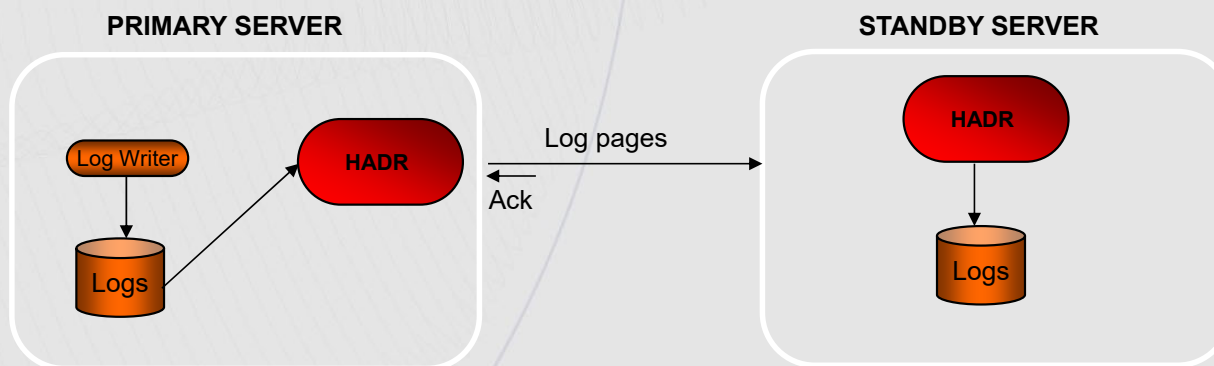 PRIMARY SERVER
STANDBY SERVER
HADR
Log Writer
HADR
Log pages
Ack
Logs
Logs